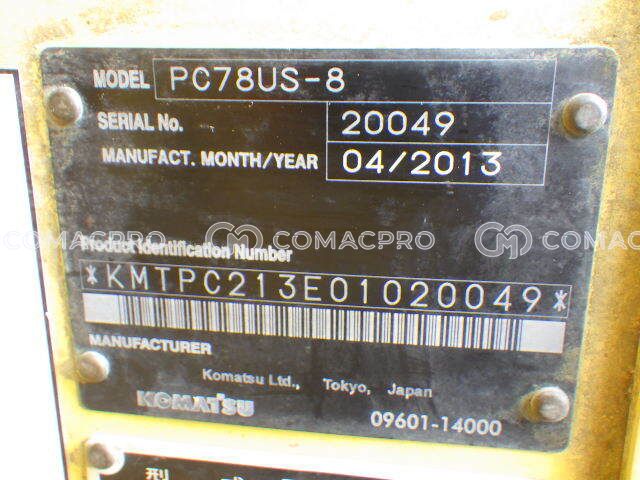 MODEL PC78US-8
SERIAL No. 20049
MANUFACT. MONTH/YEAR 04/2013
COMACPRO COMACPRO
Product Identification Number
*KMTPC213E01020049*
MANUFACTURER
Komatsu Ltd., Tokyo, Japan
KOMATSU
09601-14000
型